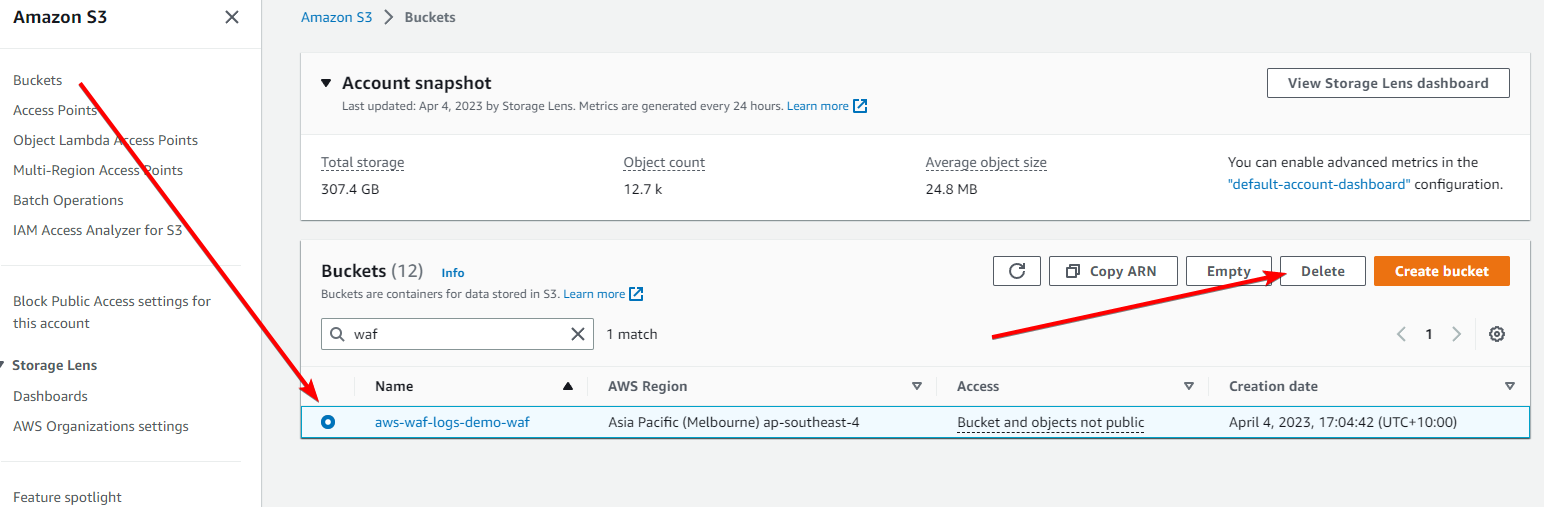 Amazon S3
Buckets
Access Points
Object Lambda Access Points
Multi-Region Access Points
Batch Operations
IAM Access Analyzer for S3
Block Public Access settings for
this account
Storage Lens
Dashboards
AWS Organizations settings
Feature spotlight
Amazon S3 > Buckets
Account snapshot
View Storage Lens dashboard
Last updated: Apr 4, 2023 by Storage Lens. Metrics are generated every 24 hours. Learn more
Total storage
307.4 GB
Object count
12.7 k
Average object size
24.8 MB
You can enable advanced metrics in the
"default-account-dashboard" configuration.
Buckets (12) Info
Copy ARN Empty Delete Create bucket
Buckets are containers for data stored in S3. Learn more
waf 1 match
1
Name AWS Region Access Creation date
aws-waf-logs-demo-waf Asia Pacific (Melbourne) ap-southeast-4 Bucket and objects not public April 4, 2023, 17:04:42 (UTC+10:00)